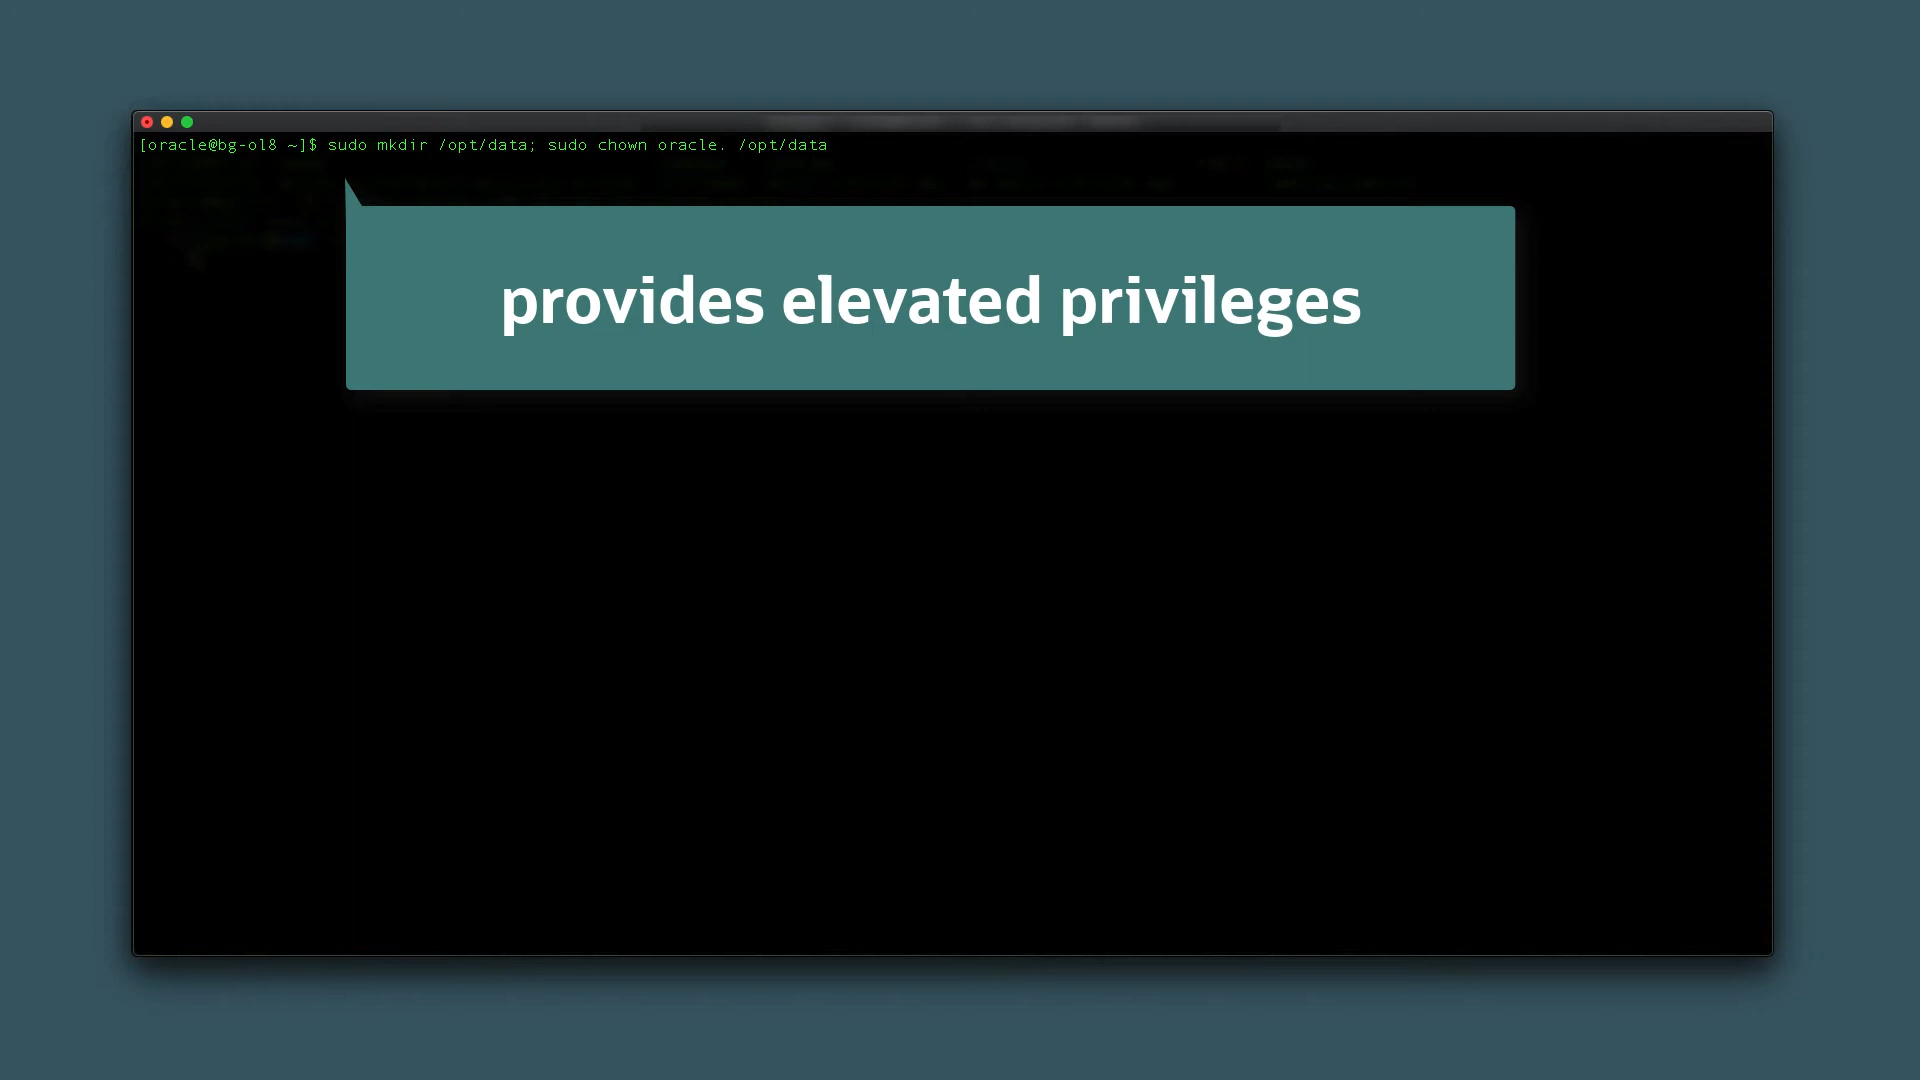 [oracle@bg-ol8 ~]$ sudo mkdir /opt/data; sudo chown oracle. /opt/data
provides elevated privileges